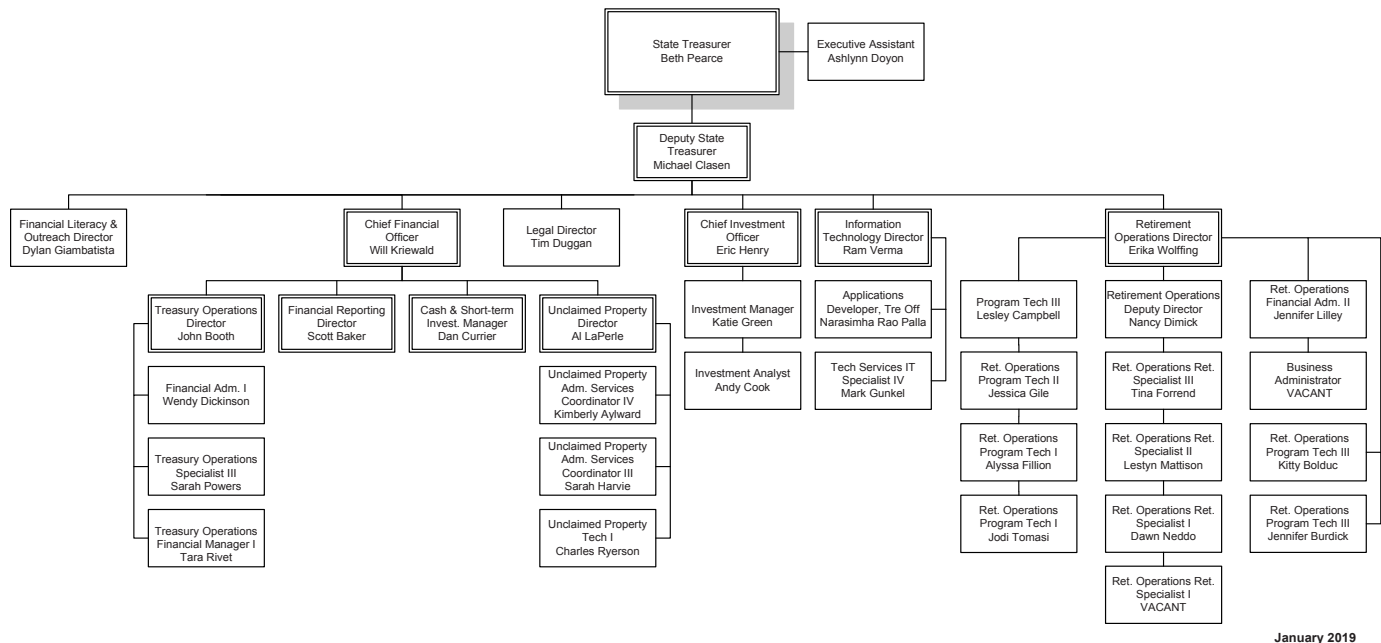 State Treasurer
Beth Pearce
Executive Assistant
Ashlynn Doyon
Deputy State
Treasurer
Michael Clasen
Financial Literacy &
Outreach Director
Dylan Giambatista
Chief Financial
Officer
Will Kriewald
Legal Director
Tim Duggan
Chief Investment
Officer
Eric Henry
Information
Technology Director
Ram Verma
Retirement
Operations Director
Erika Wolffing
Treasury Operations
Director
John Booth
Financial Reporting
Director
Scott Baker
Cash & Short-term
Invest. Manager
Dan Currier
Unclaimed Property
Director
Al LaPerle
Investment Manager
Katie Green
Applications
Developer, Tre Off
Narasimha Rao Palla
Program Tech III
Lesley Campbell
Retirement Operations
Deputy Director
Nancy Dimick
Ret. Operations
Financial Adm. II
Jennifer Lilley
Financial Adm. I
Wendy Dickinson
Unclaimed Property
Adm. Services
Coordinator IV
Kimberly Aylward
Investment Analyst
Andy Cook
Tech Services IT
Specialist IV
Mark Gunkel
Ret. Operations
Program Tech II
Jessica Gile
Ret. Operations Ret.
Specialist III
Tina Forrend
Business
Administrator
VACANT
Treasury Operations
Specialist III
Sarah Powers
Unclaimed Property
Adm. Services
Coordinator III
Sarah Harvie
Ret. Operations
Program Tech I
Alyssa Fillion
Ret. Operations Ret.
Specialist II
Lestyn Mattison
Ret. Operations
Program Tech III
Kitty Bolduc
Treasury Operations
Financial Manager I
Tara Rivet
Unclaimed Property
Tech I
Charles Ryerson
Ret. Operations
Program Tech I
Jodi Tomasi
Ret. Operations Ret.
Specialist I
Dawn Neddo
Ret. Operations
Program Tech III
Jennifer Burdick
Ret. Operations Ret.
Specialist I
VACANT
January 2019